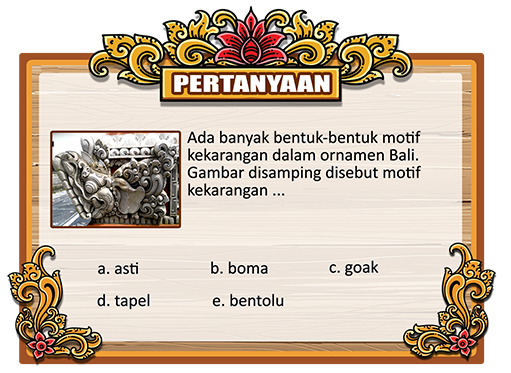 PERTANYAAN
Ada banyak bentuk-bentuk motif
kekarangan dalam ornamen Bali.
Gambar disamping disebut motif
kekarangan ...
a. asti b. boma c. goak
d. tapel e. bentolu